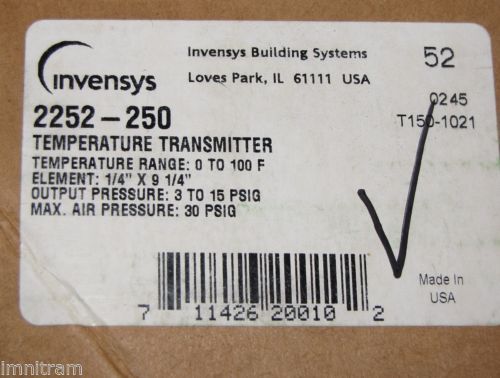 invensys
Invensys Building Systems
Loves Park, IL 61111 USA
52
0245
T150-1021
2252-250
TEMPERATURE TRANSMITTER
TEMPERATURE RANGE: 0 TO 100 F
ELEMENT: 1/4" X 9 1/4"
OUTPUT PRESSURE: 3 TO 15 PSIG
MAX. AIR PRESSURE: 30 PSIG
7 11426 20010 2
Made In
USA
imnitram